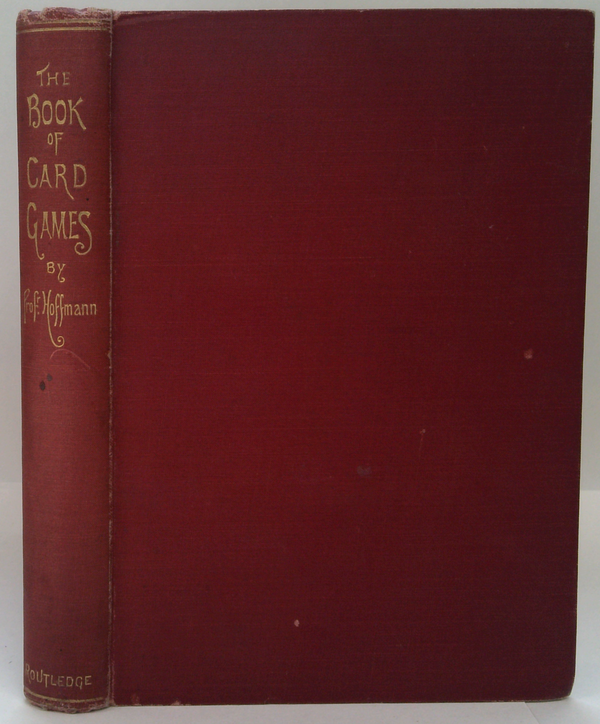 THE
BOOK
OF
CARD
GAMES
BY
Prof. Hoffmann
ROUTLEDGE